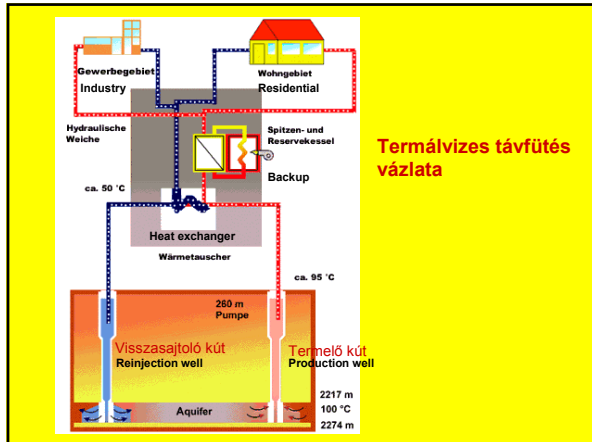 Gewerbegebiet
Industry
Wohngebiet
Residential
Hydraulische
Weiche
Spitzen- und
Reservekessel
Backup
Termálvizes távfütés
vázlata
ca. 50 °C
Heat exchanger
Wärmetauscher
ca. 95 °C
260 m
Pumpe
Visszasajtoló kút
Reinjection well
Termelő kút
Production well
2217 m
Aquifer
100 °C
2274 m